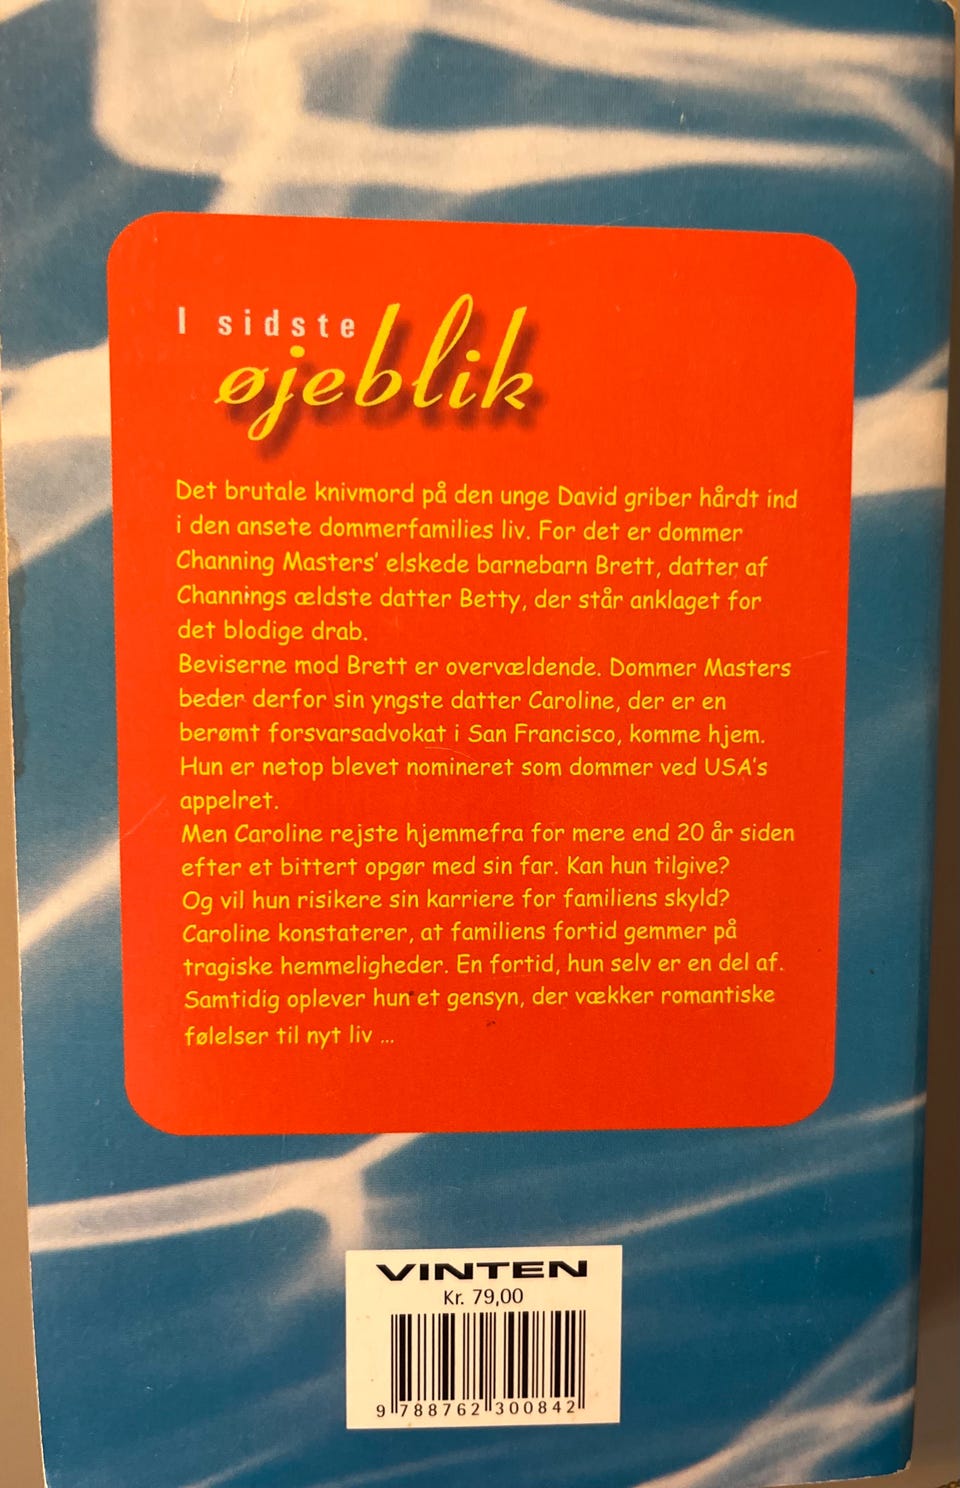 I sidste
øjeblik
Det brutale knivmord på den unge David griber hårdt ind
i den ansete dommerfamilies liv. For det er dommer
Channing Masters' elskede barnebarn Brett, datter af
Channings ældste datter Betty, der står anklaget for
det blodige drab.
Beviserne mod Brett er overvældende. Dommer Masters
beder derfor sin yngste datter Caroline, der er en
berømt forsvarsadvokat i San Francisco, komme hjem.
Hun er netop blevet nomineret som dommer ved USA's
appelret.
Men Caroline rejste hjemmefra for mere end 20 år siden
efter et bittert opgør med sin far. Kan hun tilgive?
Og vil hun risikere sin karriere for familiens skyld?
Caroline konstaterer, at familiens fortid gemmer på
tragiske hemmeligheder. En fortid, hun selv er en del af.
Samtidig oplever hun et gensyn, der vækker romantiske
følelser til nyt liv ...
VINTEN
Kr. 79,00
9 788762 300842